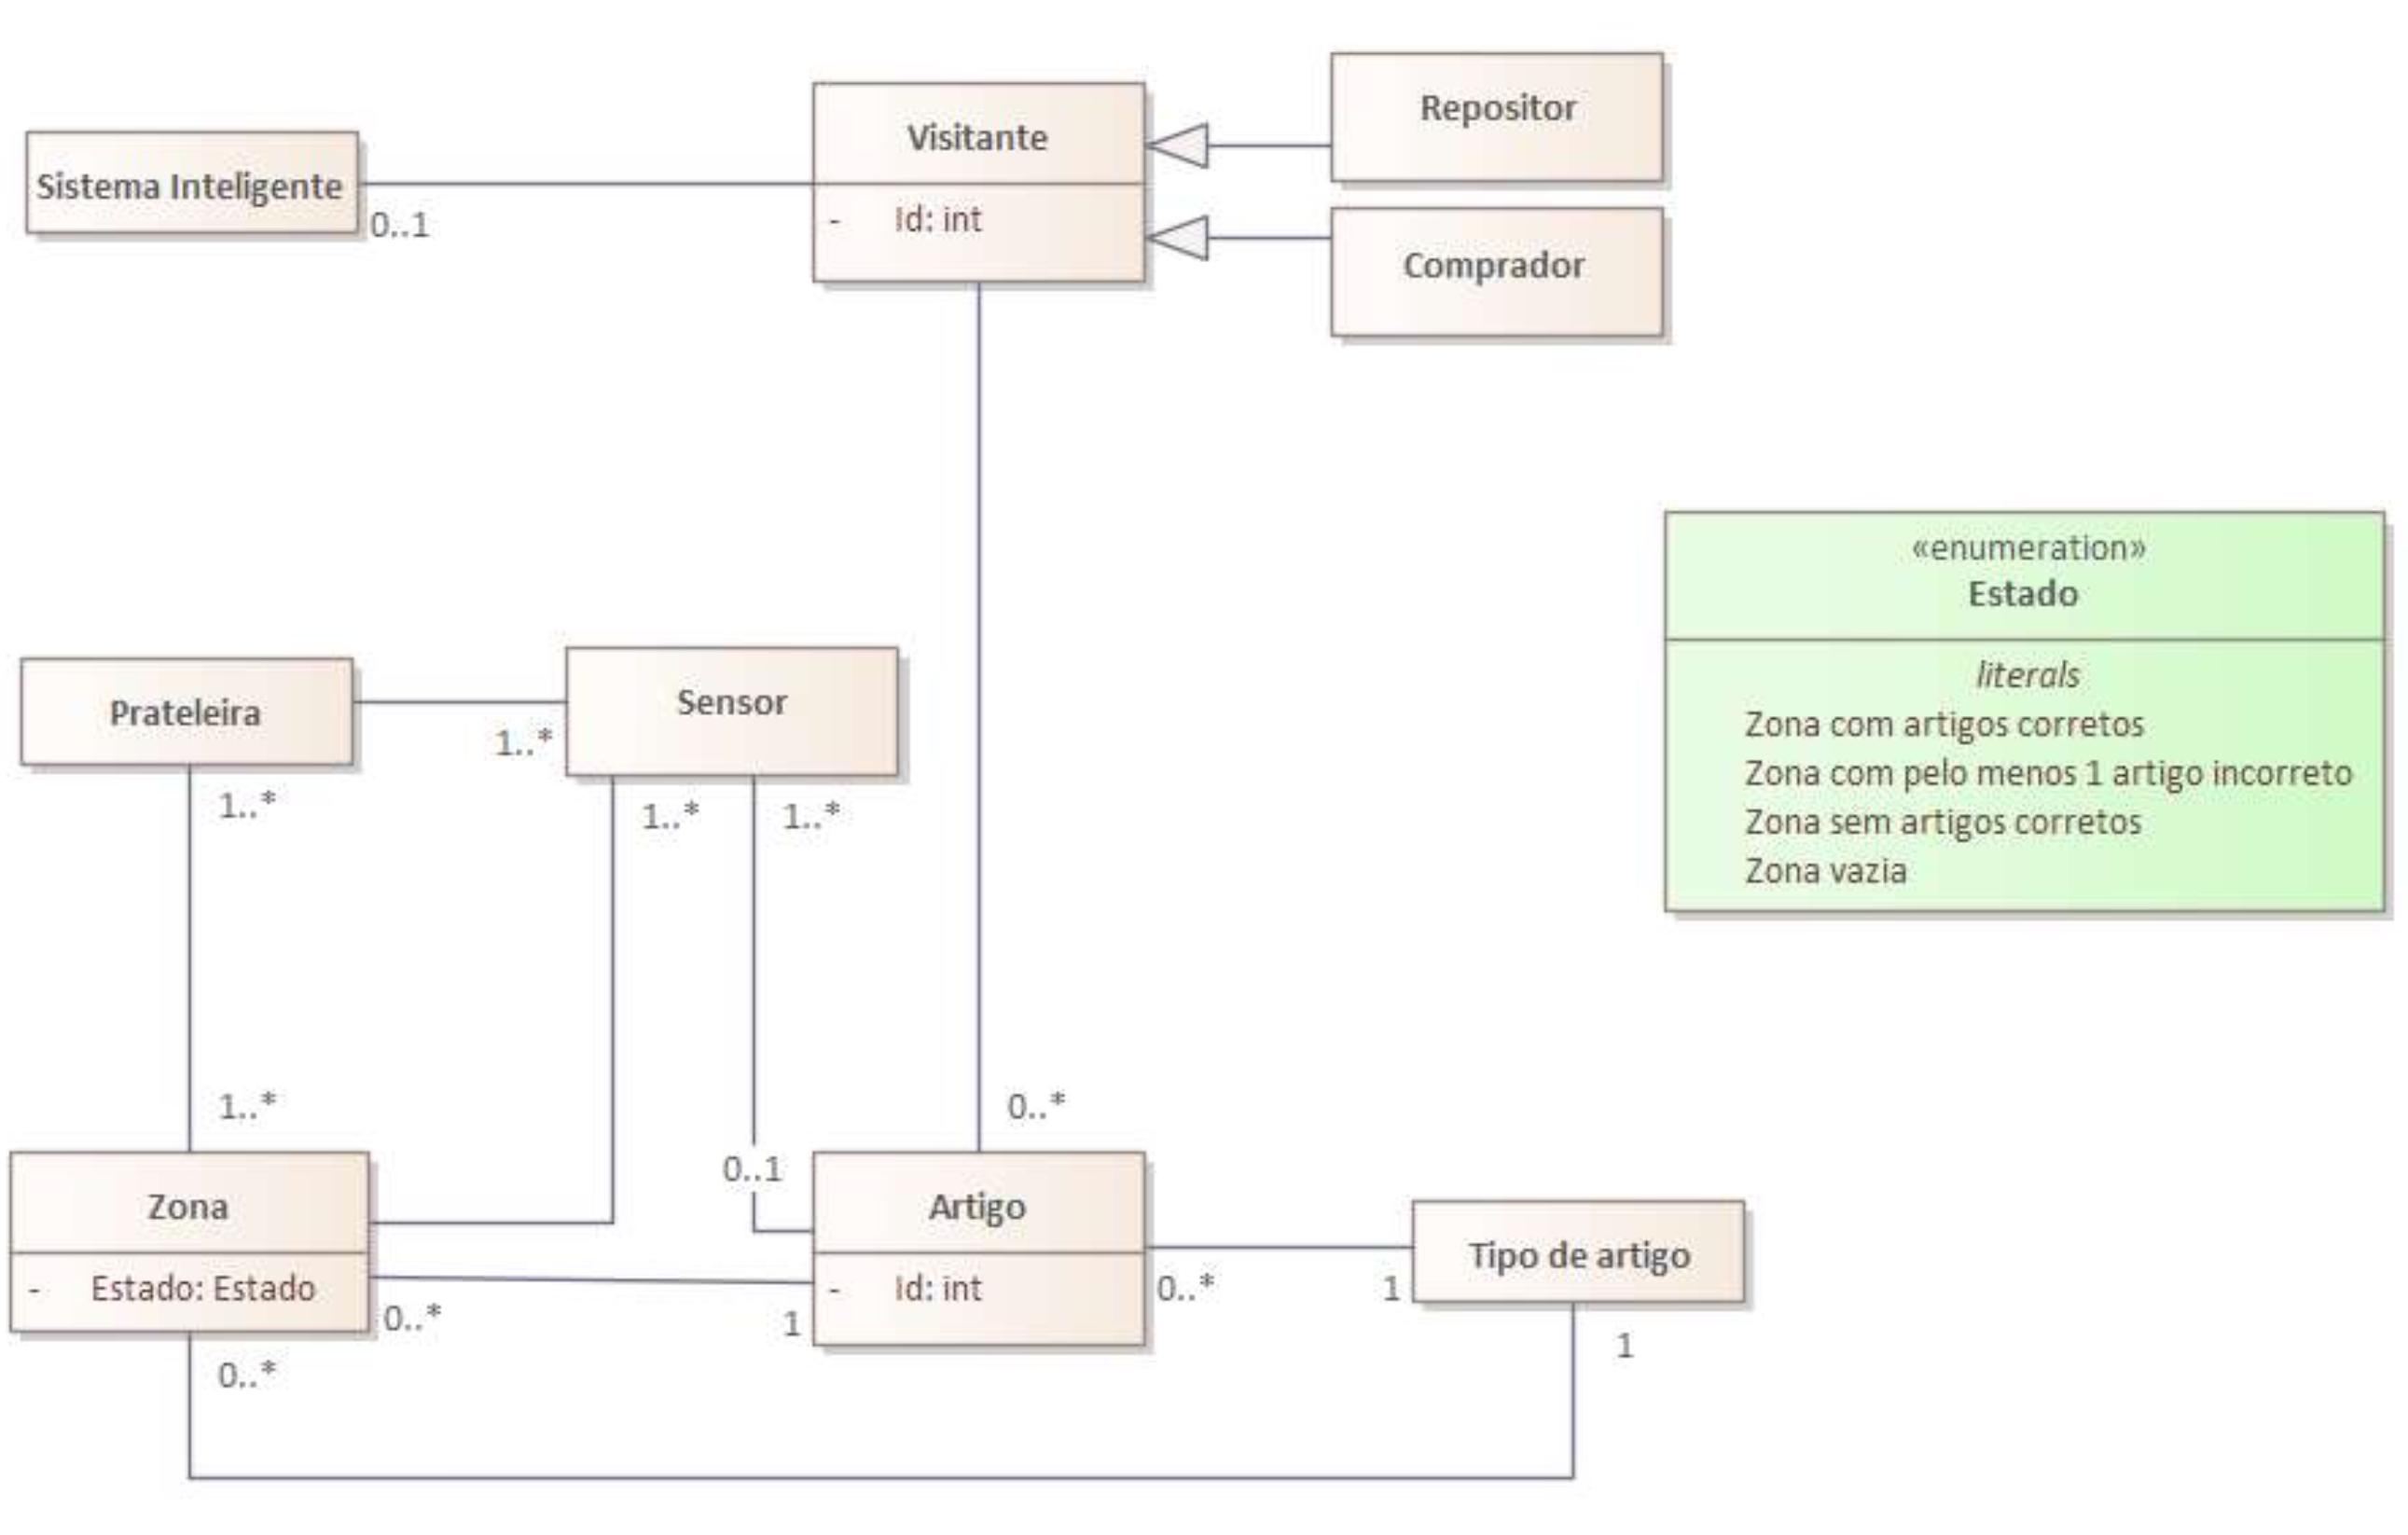 Repositor
Visitante
Sistema Inteligente
- Id: int
0..1
Comprador
«enumeration»
Estado
literals
Zona com artigos corretos
Zona com pelo menos 1 artigo incorreto
Zona sem artigos corretos
Zona vazia
Prateleira
Sensor
1..*
1..*
1..*
1..*
1..*
0..*
0..1
Zona
Artigo
Tipo de artigo
- Estado: Estado
- Id: int
0..*
1
0..*
1
0..*
1